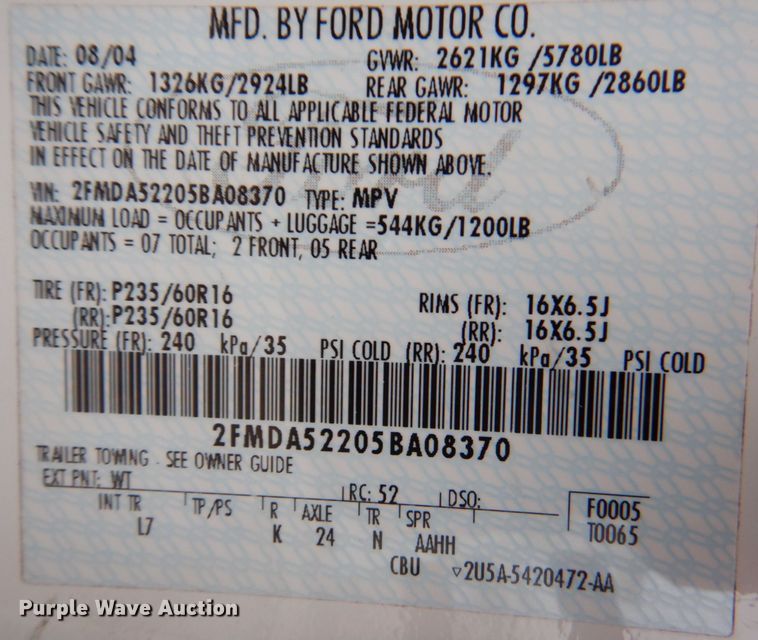 MFD. BY FORD MOTOR CO.
DATE: 08/04 GVWR: 2621KG /5780LB
FRONT GAWR: 1326KG/2924LB REAR GAWR: 1297KG /2860LB
THIS VEHICLE CONFORMS TO ALL APPLICABLE FEDERAL MOTOR
VEHICLE SAFETY AND THEFT PREVENTION STANDARDS
IN EFFECT ON THE DATE OF MANUFACTURE SHOWN ABOVE.
VIN: 2FMDA52205BA08370 TYPE: MPV
MAXIMUM LOAD = OCCUPANTS + LUGGAGE =544KG/1200LB
OCCUPANTS = 07 TOTAL; 2 FRONT, 05 REAR
TIRE (FR): P235/60R16 RIMS (FR): 16X6.5J
(RR): P235/60R16 (RR): 16X6.5J
PRESSURE (FR): 240 kPa/35 PSI COLD (RR): 240 kPa/35 PSI COLD
2FMDA52205BA08370
TRAILER TOWING - SEE OWNER GUIDE
EXT PNT: WT RC: 52 DSO: F0005
INT TR TP/PS R AXLE TR SPR T0065
L7 K 24 N AAHH
CBU ▽2U5A-5420472-AA
Purple Wave Auction